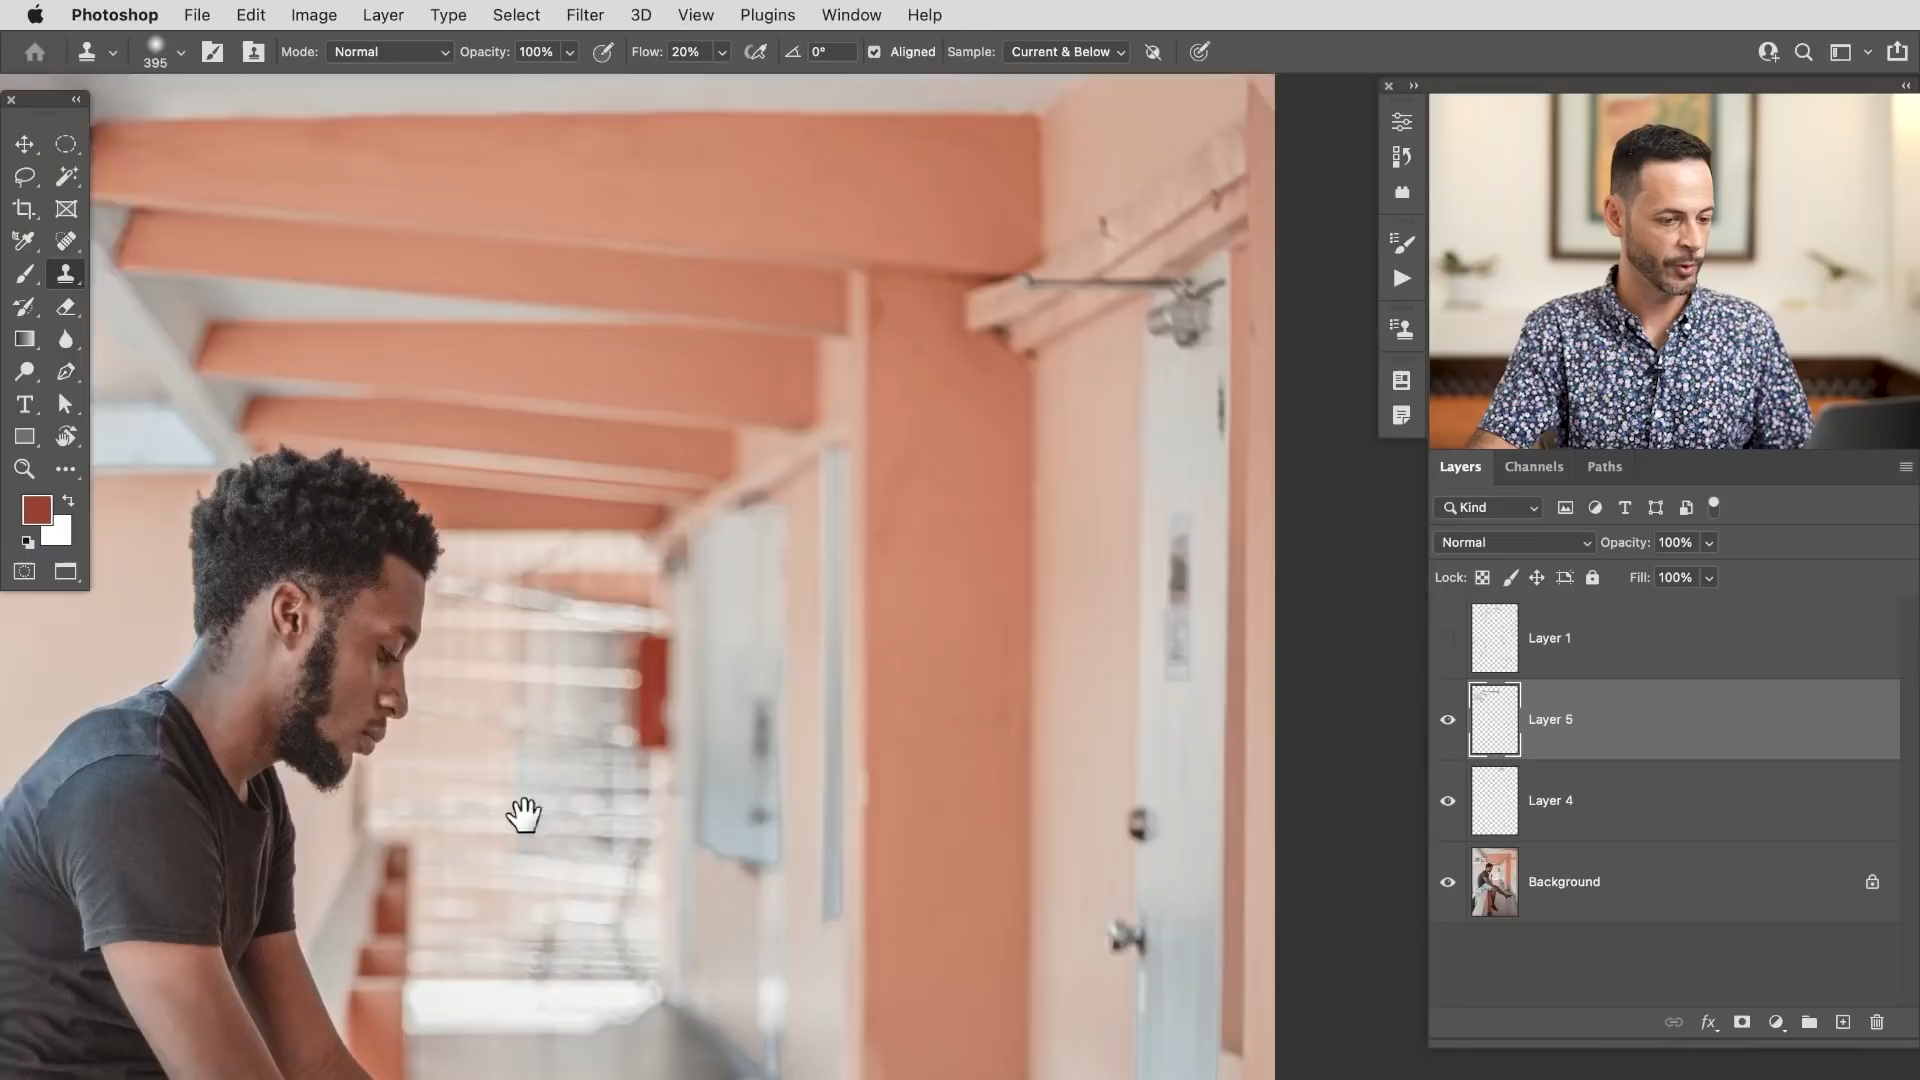 Photoshop File Edit Image Layer Type Select Filter 3D View Plugins Window Help
395 Mode: Normal Opacity: 100% Flow: 20% 0° Aligned Sample: Current & Below
Layers Channels Paths
Kind
Normal Opacity: 100%
Lock: Fill: 100%
Layer 1
Layer 5
Layer 4
Background